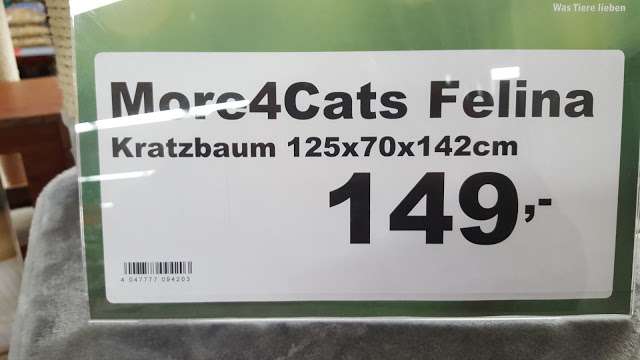 Was Tiere lieben
More4Cats Felina
Kratzbaum 125x70x142cm
149,-
4 047777 094203